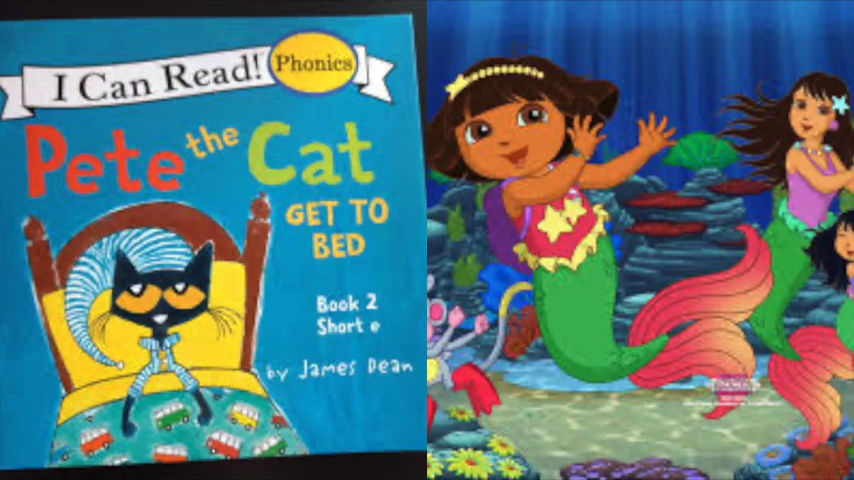 I Can Read!
Phonics
Pete the Cat
GET TO
BED
Book 2
Short e
by James Dean